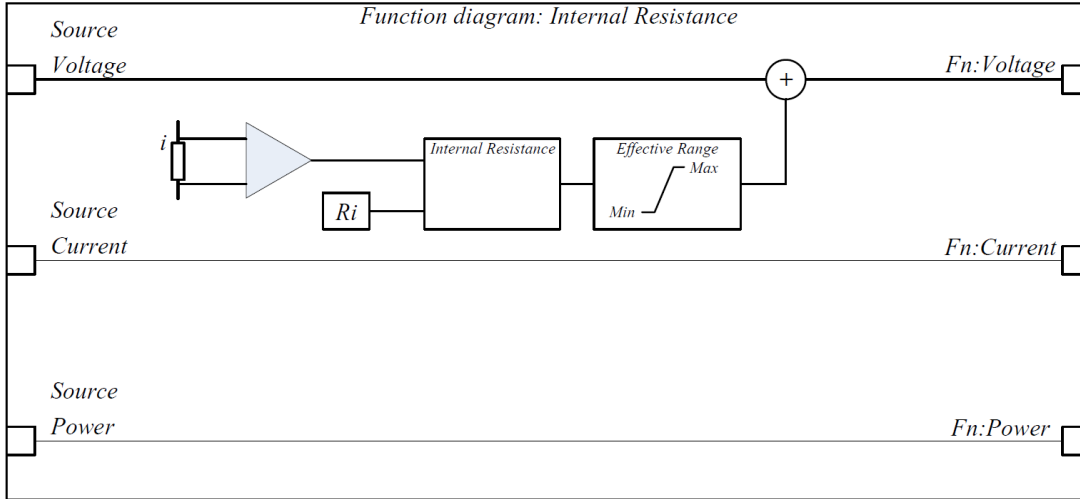 Function diagram: Internal Resistance
Source
Voltage
Fn:Voltage
+
i
Internal Resistance
Effective Range
Max
Min
Ri
Source
Current
Fn:Current
Source
Power
Fn:Power